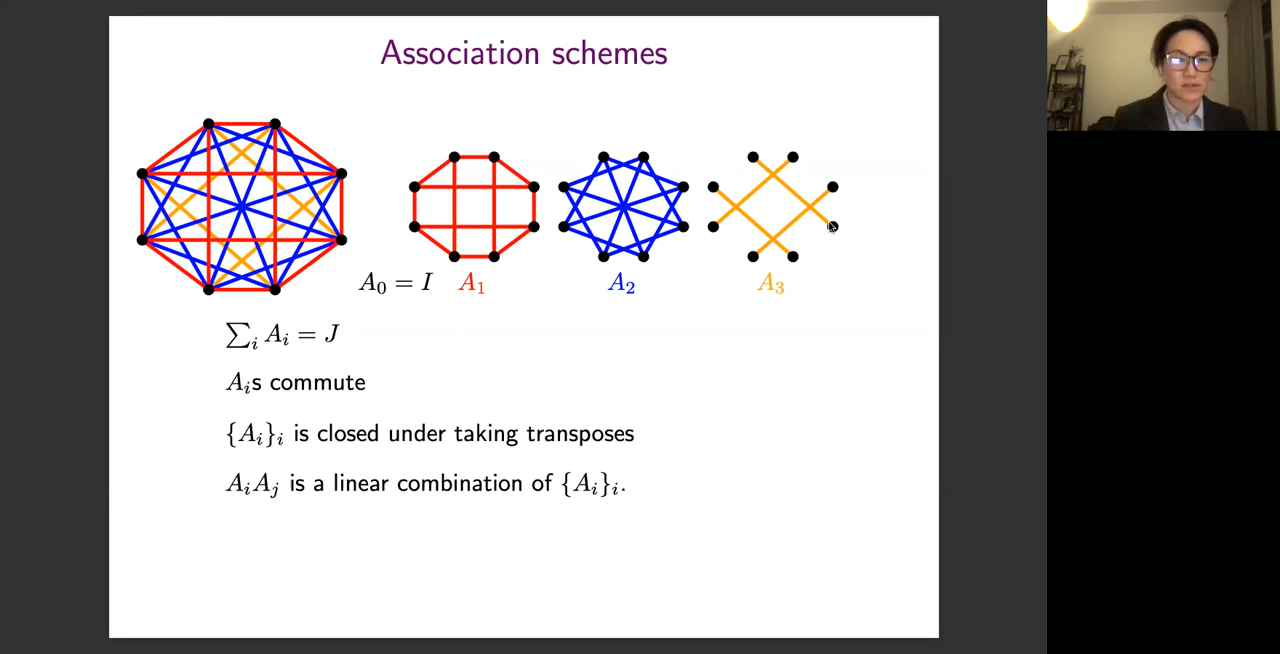 Association schemes
A₀ = I A₁ A₂ A₃
∑ᵢ Aᵢ = J
Aᵢs commute
{Aᵢ}ᵢ is closed under taking transposes
AᵢAⱼ is a linear combination of {Aᵢ}ᵢ.